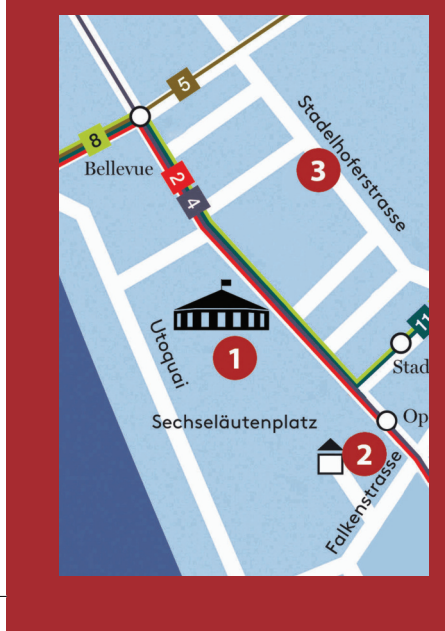 5
8
Bellevue
2
4
Stadelhoferstrasse
3
11
Utoquai
1
Stad
Sechseläutenplatz
Op
2
Falkenstrasse